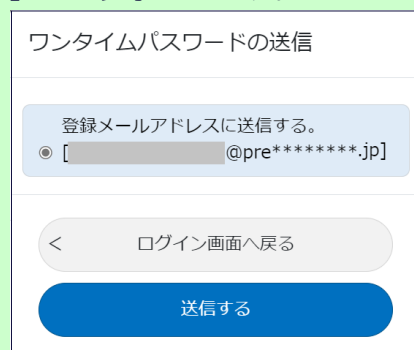 ワンタイムパスワードの送信
登録メールアドレスに送信する。
[@pre********.jp]
< ログイン画面へ戻る
送信する